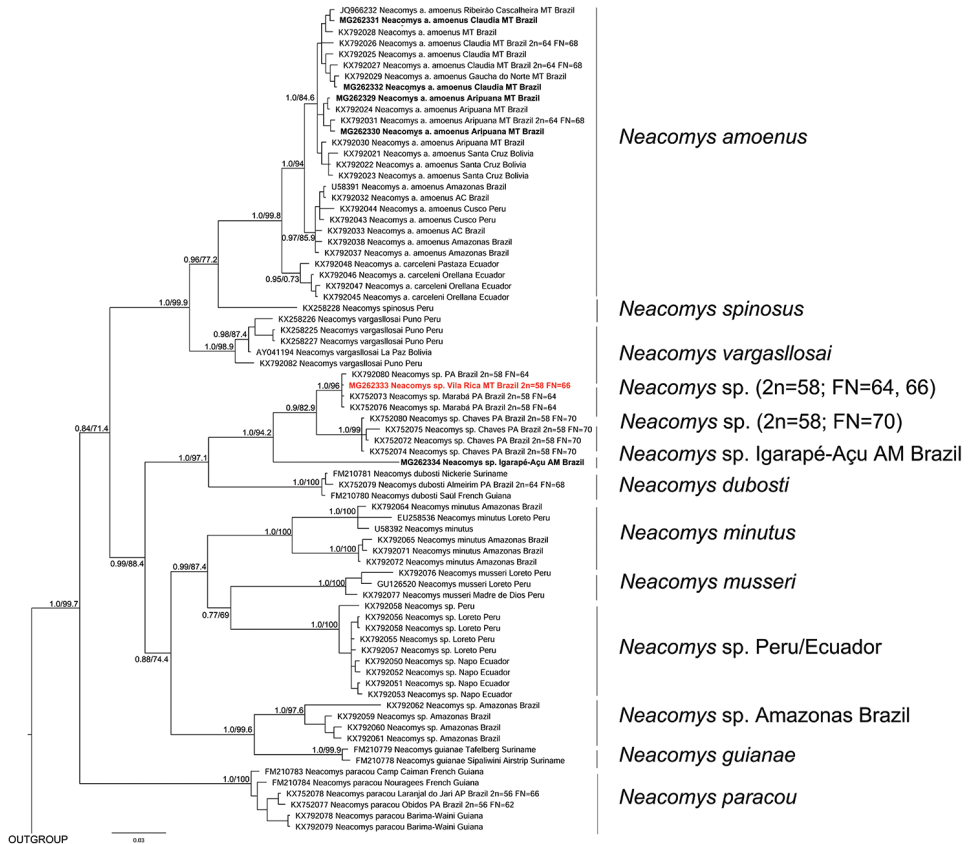 JQ966232 Neacomys a. amoenus Ribeirão Cascalheira MT Brazil
MG262331 Neacomys a. amoenus Claudia MT Brazil
KX792028 Neacomys a. amoenus MT Brazil
KX792026 Neacomys a. amoenus Claudia MT Brazil 2n=64 FN=68
KX792025 Neacomys a. amoenus Claudia MT Brazil
KX792027 Neacomys a. amoenus Claudia MT Brazil 2n=64 FN=68
KX792029 Neacomys a. amoenus Gaucha do Norte MT Brazil
MG262332 Neacomys a. amoenus Claudia MT Brazil
1.0/84.6
MG262329 Neacomys a. amoenus Aripuana MT Brazil
KX792024 Neacomys a. amoenus Aripuana MT Brazil
KX792031 Neacomys a. amoenus Aripuana MT Brazil 2n=64 FN=68
MG262330 Neacomys a. amoenus Aripuana MT Brazil
Neacomys amoenus
KX792030 Neacomys a. amoenus Aripuana MT Brazil
KX792021 Neacomys a. amoenus Santa Cruz Bolivia
1.0/94
KX792022 Neacomys a. amoenus Santa Cruz Bolivia
KX792023 Neacomys a. amoenus Santa Cruz Bolivia
U58391 Neacomys a. amoenus Amazonas Brazil
KX792032 Neacomys a. amoenus AC Brazil
KX792044 Neacomys a. amoenus Cusco Peru
1.0/99.8
KX792043 Neacomys a. amoenus Cusco Peru
KX792033 Neacomys a. amoenus AC Brazil
0.97/85.9
KX792038 Neacomys a. amoenus Amazonas Brazil
KX792037 Neacomys a. amoenus Amazonas Brazil
0.96/77.2
KX792048 Neacomys a. carceleni Pastaza Ecuador
KX792046 Neacomys a. carceleni Orellana Ecuador
0.95/0.73
KX792047 Neacomys a. carceleni Orellana Ecuador
KX792045 Neacomys a. carceleni Orellana Ecuador
1.0/99.9
KX258228 Neacomys spinosus Peru
Neacomys spinosus
KX258226 Neacomys vargasllosai Puno Peru
KX258225 Neacomys vargasllosai Puno Peru
0.98/87.4
KX258227 Neacomys vargasllosai Puno Peru
1.0/98.9
AY041194 Neacomys vargasllosai La Paz Bolivia
Neacomys vargasllosai
KX792082 Neacomys vargasllosai Puno Peru
KX792080 Neacomys sp. PA Brazil 2n=58 FN=64
1.0/96
MG262333 Neacomys sp. Vila Rica MT Brazil 2n=58 FN=66
Neacomys sp. (2n=58; FN=64, 66)
KX752073 Neacomys sp. Marabá PA Brazil 2n=58 FN=64
0.9/82.9
KX752076 Neacomys sp. Marabá PA Brazil 2n=58 FN=64
KX752080 Neacomys sp. Chaves PA Brazil 2n=58 FN=70
Neacomys sp. (2n=58; FN=70)
0.84/71.4
1.0/99
KX752075 Neacomys sp. Chaves PA Brazil 2n=58 FN=70
1.0/94.2
KX752072 Neacomys sp. Chaves PA Brazil 2n=58 FN=70
KX752074 Neacomys sp. Chaves PA Brazil 2n=58 FN=70
Neacomys sp. Igarapé-Açu AM Brazil
1.0/97.1
MG262334 Neacomys sp. Igarapé-Açu AM Brazil
FM210781 Neacomys dubosti Nickerie Suriname
1.0/100
KX752079 Neacomys dubosti Almeirim PA Brazil 2n=64 FN=68
Neacomys dubosti
FM210780 Neacomys dubosti Saül French Guiana
KX792064 Neacomys minutus Amazonas Brazil
1.0/100
EU258536 Neacomys minutus Loreto Peru
U58392 Neacomys minutus
1.0/100
Neacomys minutus
KX792065 Neacomys minutus Amazonas Brazil
1.0/100
KX792071 Neacomys minutus Amazonas Brazil
0.99/88.4
KX792072 Neacomys minutus Amazonas Brazil
0.99/87.4
KX792076 Neacomys musseri Loreto Peru
1.0/100
GU126520 Neacomys musseri Loreto Peru
Neacomys musseri
KX792077 Neacomys musseri Madre de Dios Peru
1.0/99.7
KX792058 Neacomys sp. Peru
0.77/69
KX792056 Neacomys sp. Loreto Peru
1.0/100
KX792058 Neacomys sp. Loreto Peru
KX792055 Neacomys sp. Loreto Peru
KX792057 Neacomys sp. Loreto Peru
Neacomys sp. Peru/Ecuador
0.88/74.4
KX792050 Neacomys sp. Napo Ecuador
KX792052 Neacomys sp. Napo Ecuador
KX792051 Neacomys sp. Napo Ecuador
KX792053 Neacomys sp. Napo Ecuador
KX792062 Neacomys sp. Amazonas Brazil
1.0/97.6
KX792059 Neacomys sp. Amazonas Brazil
Neacomys sp. Amazonas Brazil
1.0/99.6
KX792060 Neacomys sp. Amazonas Brazil
KX792061 Neacomys sp. Amazonas Brazil
1.0/99.9
FM210779 Neacomys guianae Tafelberg Suriname
Neacomys guianae
FM210778 Neacomys guianae Sipaliwini Airstrip Suriname
FM210783 Neacomys paracou Camp Caiman French Guiana
1.0/100
FM210784 Neacomys paracou Nouragees French Guiana
KX752078 Neacomys paracou Laranjal do Jari AP Brazil 2n=56 FN=66
Neacomys paracou
KX752077 Neacomys paracou Obidos PA Brazil 2n=56 FN=62
KX792078 Neacomys paracou Barima-Waini Guiana
KX792079 Neacomys paracou Barima-Waini Guiana
OUTGROUP
0.03